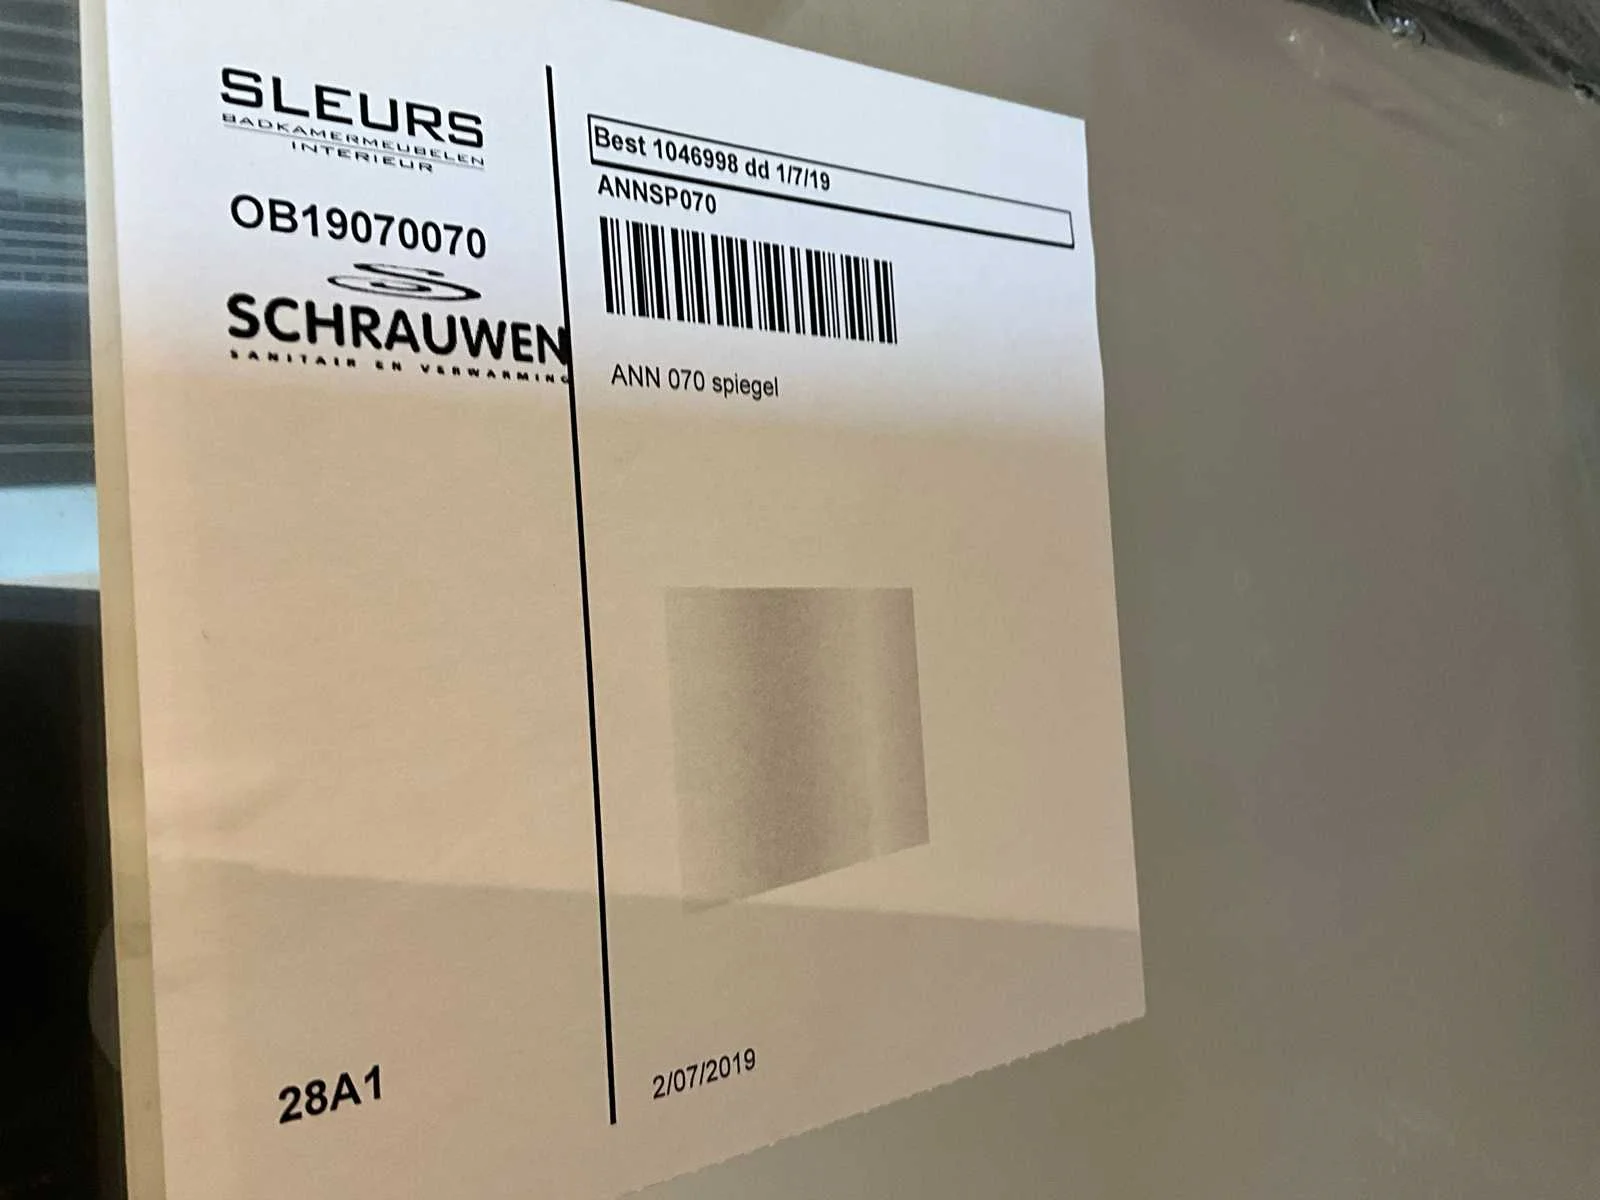 SLEURS
BADKAMERMEUBELEN
INTERIEUR
OB19070070
SCHRAUWEN
SANITAIR EN VERWARMING
28A1
Best 1046998 dd 1/7/19
ANNSP070
ANN 070 spiegel
2/07/2019